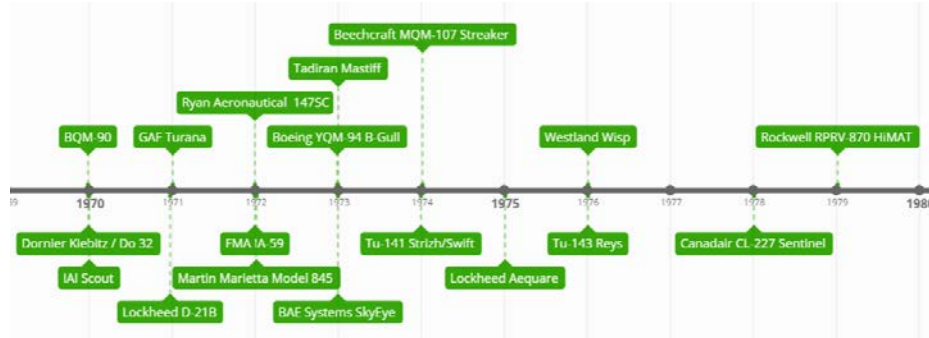 Beechcraft MQM-107 Streaker
Tadiran Mastiff
Ryan Aeronautical 147SC
BQM-90
GAF Turana
Boeing YQM-94 B-Gull
Westland Wisp
Rockwell RPRV-870 HiMAT
69 1970 1971 1972 1973 1974 1975 1976 1977 1978 1979 1980
Dornier Kiebitz / Do 32
FMA IA-59
Tu-141 Strizh/Swift
Tu-143 Reys
Canadair CL-227 Sentinel
IAI Scout
Martin Marietta Model 845
Lockheed Aequare
Lockheed D-21B
BAE Systems SkyEye